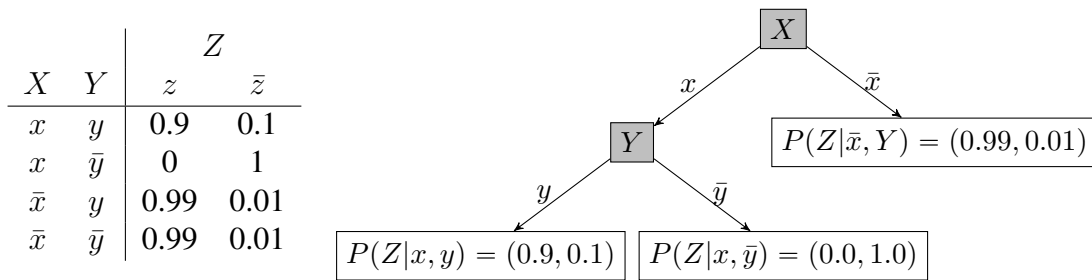 Z
X Y z z̄
x y 0.9 0.1
x ȳ 0 1
x̄ y 0.99 0.01
x̄ ȳ 0.99 0.01
X
x x̄
Y
P(Z|x̄, Y) = (0.99, 0.01)
y ȳ
P(Z|x, y) = (0.9, 0.1)
P(Z|x, ȳ) = (0.0, 1.0)